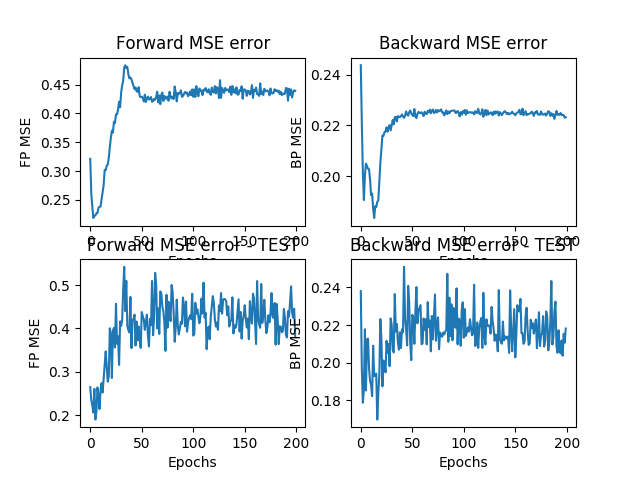 Forward MSE error
Backward MSE error
FP MSE
0.45
0.40
0.35
0.30
0.25
0 50 100 150 200
Epochs
BP MSE
0.24
0.22
0.20
0 50 100 150 200
Epochs
Forward MSE error - TEST
Backward MSE error - TEST
FP MSE
0.5
0.4
0.3
0.2
0 50 100 150 200
Epochs
BP MSE
0.24
0.22
0.20
0.18
0 50 100 150 200
Epochs